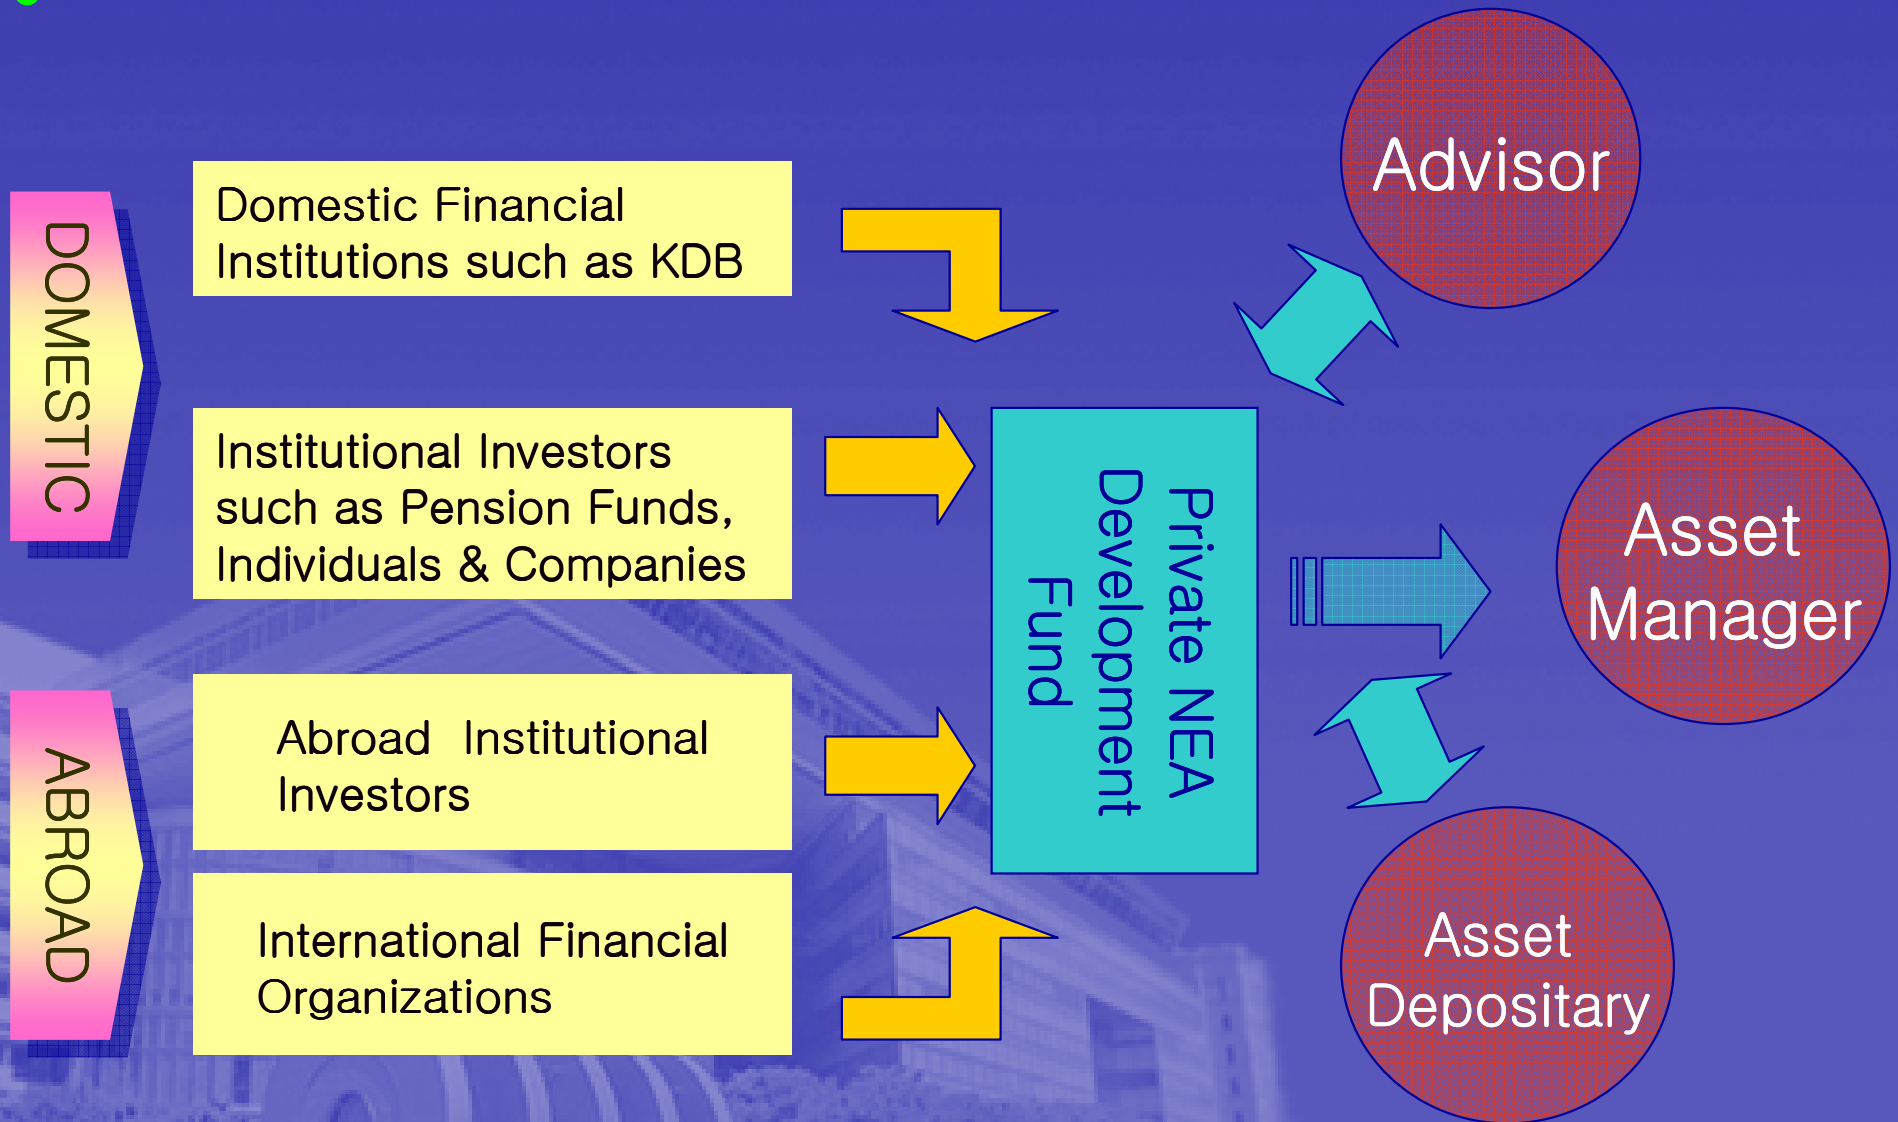 DOMESTIC
Domestic Financial
Institutions such as KDB
Institutional Investors
such as Pension Funds,
Individuals & Companies
ABROAD
Abroad Institutional
Investors
International Financial
Organizations
Private NEA
Development
Fund
Advisor
Asset
Manager
Asset
Depositary